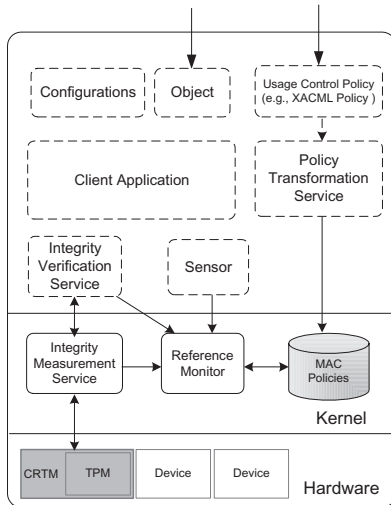 Configurations
Object
Usage Control Policy
(e.g., XACML Policy )
Client Application
Policy
Transformation
Service
Integrity
Verification
Service
Sensor
Integrity
Measurement
Service
Reference
Monitor
MAC
Policies
Kernel
CRTM
TPM
Device
Device
Hardware